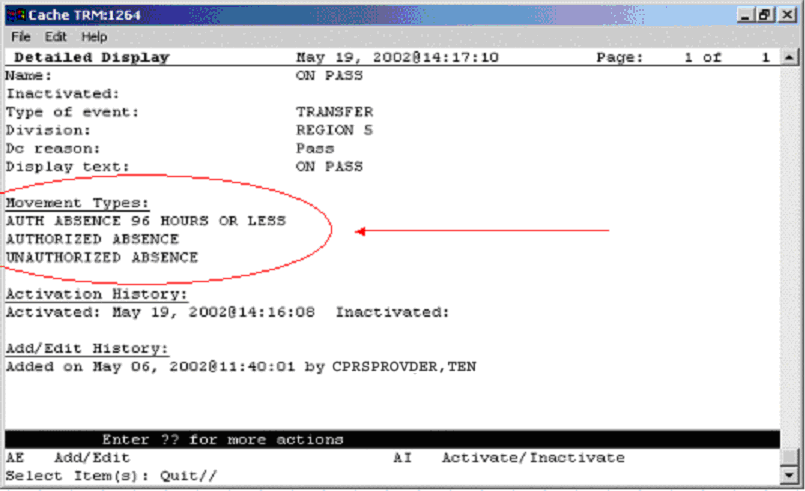 Cache TRM:1264
File Edit Help
Detailed Display May 19, 2002@14:17:10 Page: 1 of 1
Name: ON PASS
Inactivated:
Type of event: TRANSFER
Division: REGION 5
Dc reason: Pass
Display text: ON PASS
Movement Types:
AUTH ABSENCE 96 HOURS OR LESS
AUTHORIZED ABSENCE
UNAUTHORIZED ABSENCE
Activation History:
Activated: May 19, 2002@14:16:08 Inactivated:
Add/Edit History:
Added on May 06, 2002@11:40:01 by CPRSPROVDER,TEN
Enter ?? for more actions
AE Add/Edit AI Activate/Inactivate
Select Item(s): Quit//